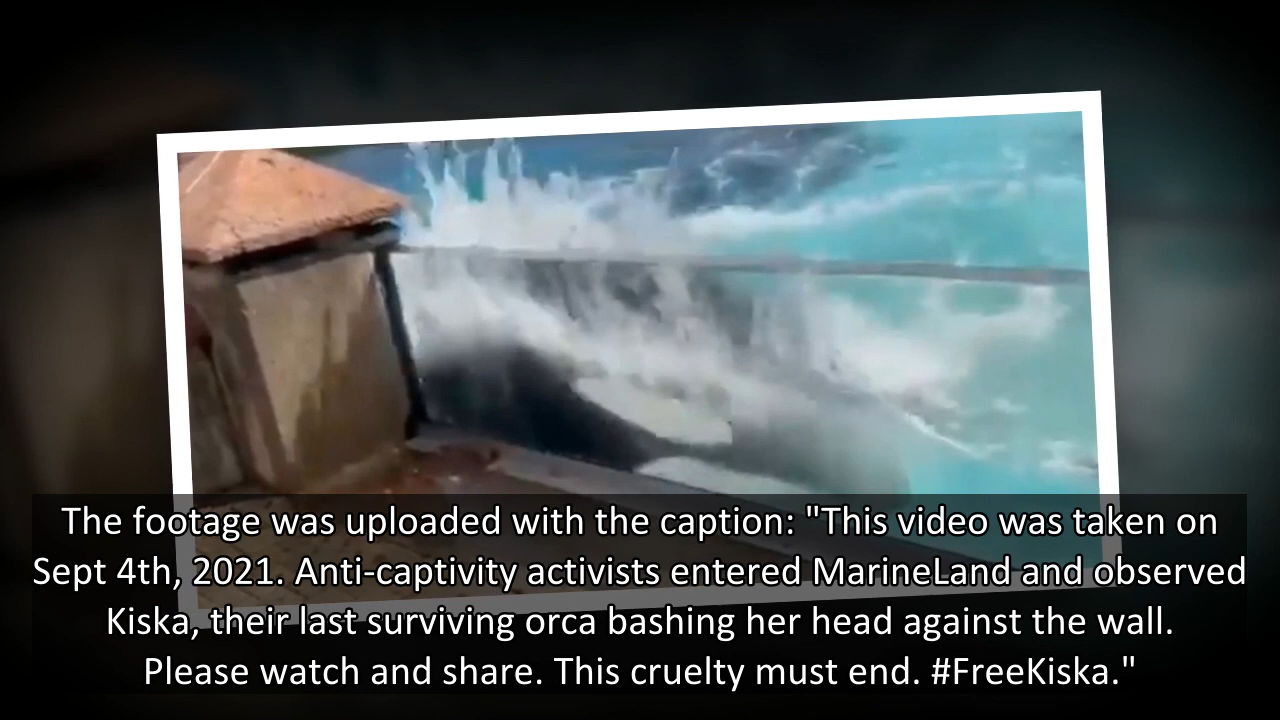 The footage was uploaded with the caption: "This video was taken on
Sept 4th, 2021. Anti-captivity activists entered MarineLand and observed
Kiska, their last surviving orca bashing her head against the wall.
Please watch and share. This cruelty must end. #FreeKiska."